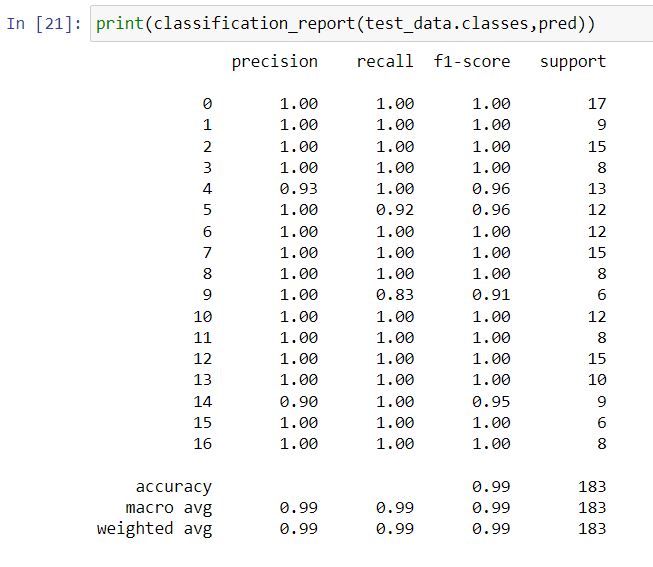 In [21]: print(classification_report(test_data.classes,pred))
precision recall f1-score support
0 1.00 1.00 1.00 17
1 1.00 1.00 1.00 9
2 1.00 1.00 1.00 15
3 1.00 1.00 1.00 8
4 0.93 1.00 0.96 13
5 1.00 0.92 0.96 12
6 1.00 1.00 1.00 12
7 1.00 1.00 1.00 15
8 1.00 1.00 1.00 8
9 1.00 0.83 0.91 6
10 1.00 1.00 1.00 12
11 1.00 1.00 1.00 8
12 1.00 1.00 1.00 15
13 1.00 1.00 1.00 10
14 0.90 1.00 0.95 9
15 1.00 1.00 1.00 6
16 1.00 1.00 1.00 8
accuracy 0.99 183
macro avg 0.99 0.99 0.99 183
weighted avg 0.99 0.99 0.99 183